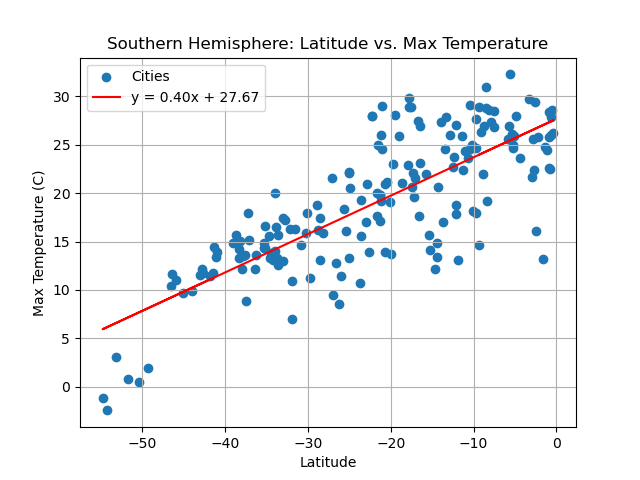 Southern Hemisphere: Latitude vs. Max Temperature
Cities
y = 0.40x + 27.67
Max Temperature (C)
30
25
20
15
10
5
0
−50
−40
−30
−20
−10
0
Latitude